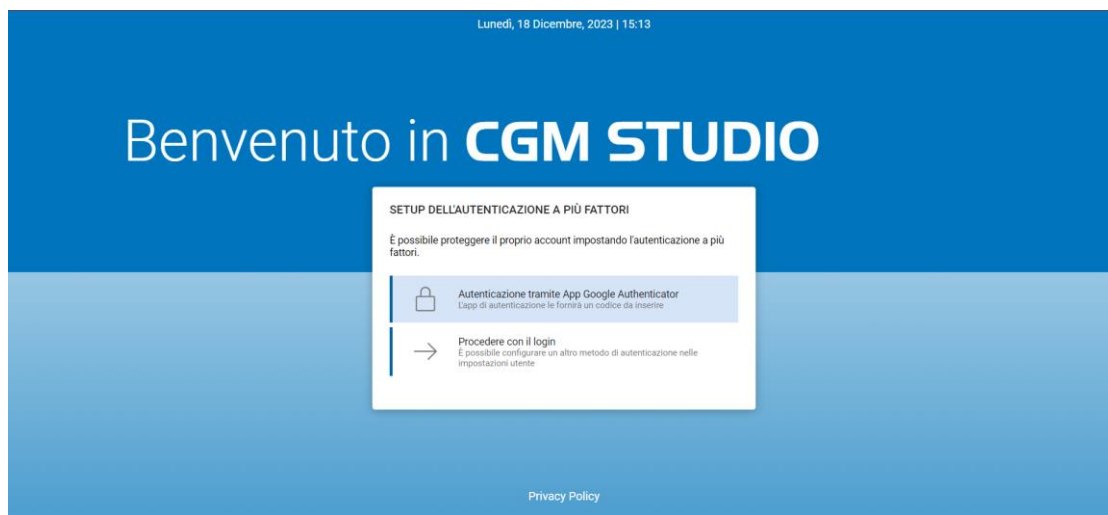 Lunedì, 18 Dicembre, 2023 | 15:13
Benvenuto in CGM STUDIO
SETUP DELL'AUTENTICAZIONE A PIÙ FATTORI
È possibile proteggere il proprio account impostando l'autenticazione a più
fattori.
Autenticazione tramite App Google Authenticator
L'app di autenticazione le fornirà un codice da inserire
Procedere con il login
È possibile configurare un altro metodo di autenticazione nelle
impostazioni utente
Privacy Policy